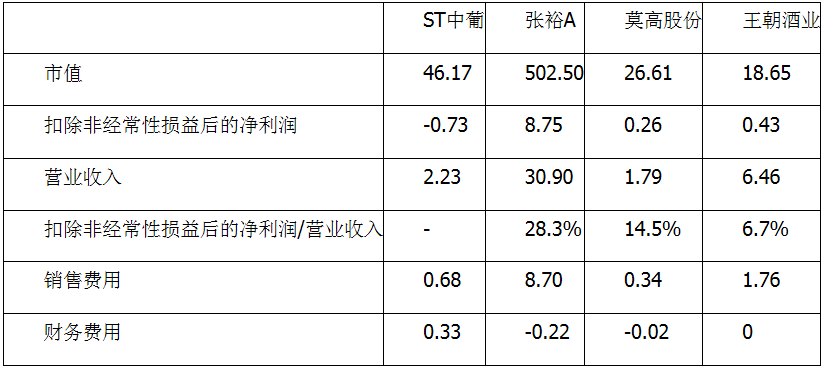 ST中葡 张裕A 莫高股份 王朝酒业
市值 46.17 502.50 26.61 18.65
扣除非经常性损益后的净利润 -0.73 8.75 0.26 0.43
营业收入 2.23 30.90 1.79 6.46
扣除非经常性损益后的净利润/营业收入 - 28.3% 14.5% 6.7%
销售费用 0.68 8.70 0.34 1.76
财务费用 0.33 -0.22 -0.02 0